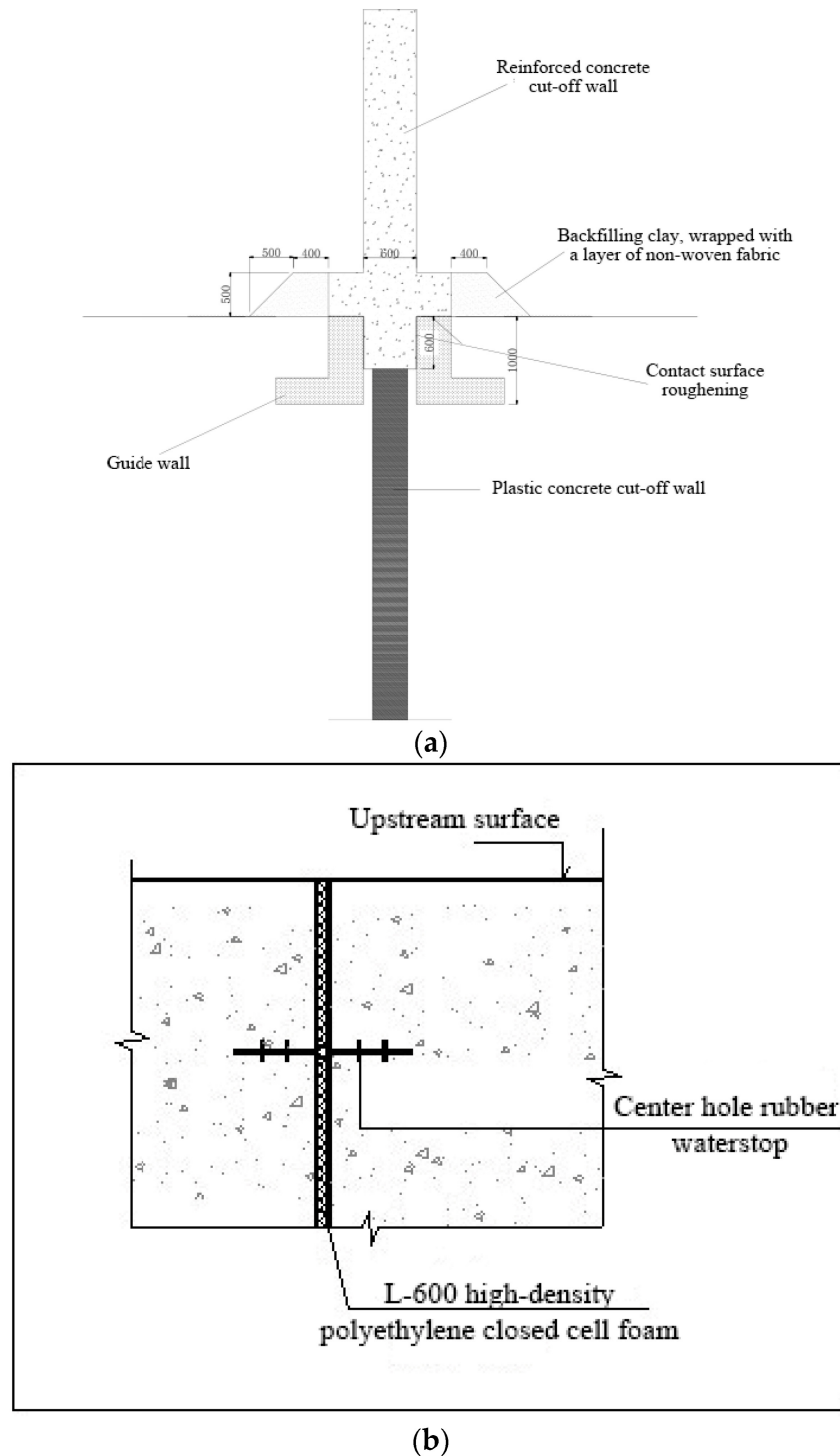 Reinforced concrete
cut-off wall
Backfilling clay, wrapped with
a layer of non-woven fabric
500 400 600 400
500
600
1000
Contact surface
roughening
Guide wall
Plastic concrete cut-off wall
(a)
Upstream surface
Center hole rubber
waterstop
L-600 high-density
polyethylene closed cell foam
(b)